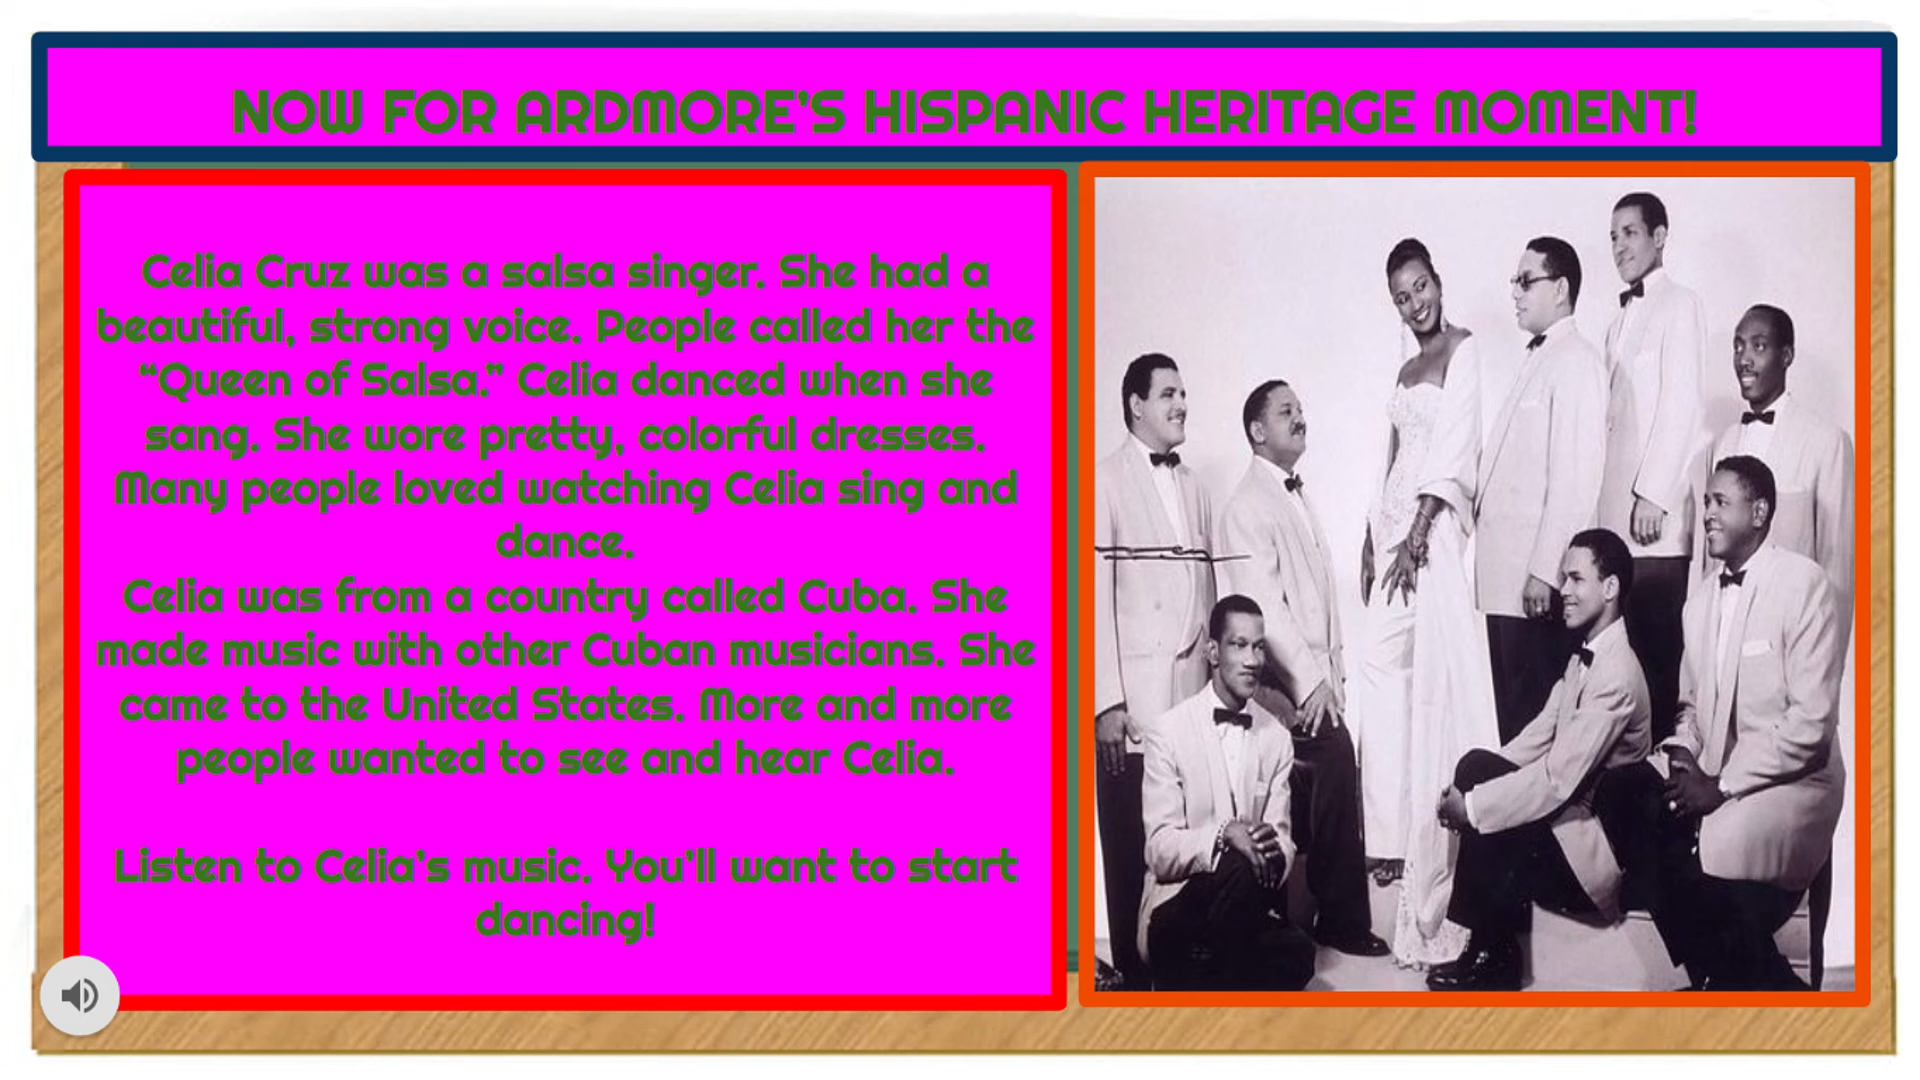 NOW FOR ARDMORE'S HISPANIC HERITAGE MOMENT!
Celia Cruz was a salsa singer. She had a
beautiful, strong voice. People called her the
“Queen of Salsa.” Celia danced when she
sang. She wore pretty, colorful dresses.
Many people loved watching Celia sing and
dance.
Celia was from a country called Cuba. She
made music with other Cuban musicians. She
came to the United States. More and more
people wanted to see and hear Celia.
Listen to Celia's music. You'll want to start
dancing!